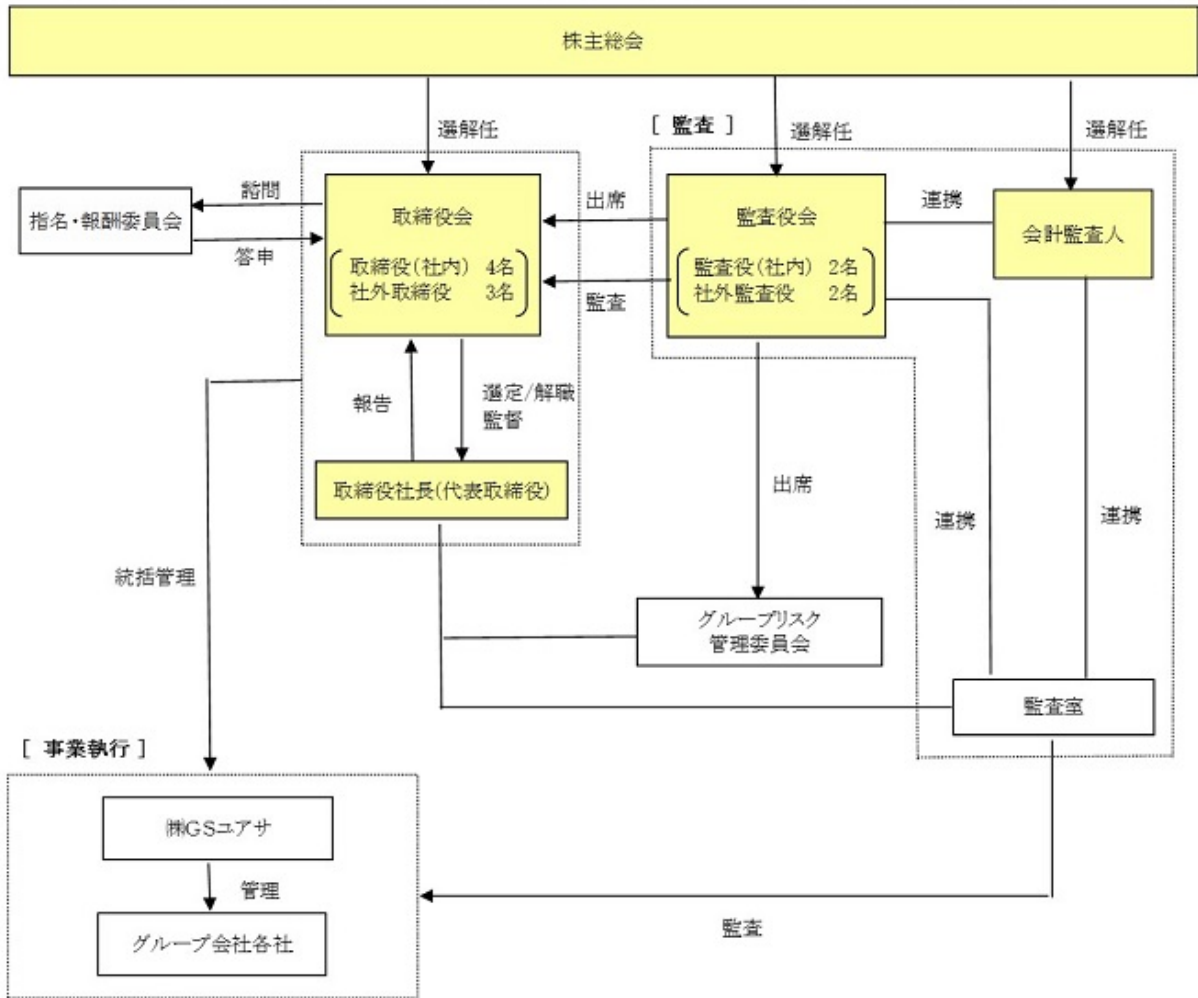 株主総会
選解任
[ 監査 ]
選解任
選解任
諮問
指名・報酬委員会
答申
取締役会
取締役(社内) 4名
社外取締役 3名
出席
監査
監査役会
監査役(社内) 2名
社外監査役 2名
連携
会計監査人
報告
選定/解職
監督
取締役社長(代表取締役)
出席
連携
連携
統括管理
グループリスク
管理委員会
監査室
[ 事業執行 ]
㈱GSユアサ
管理
グループ会社各社
監査